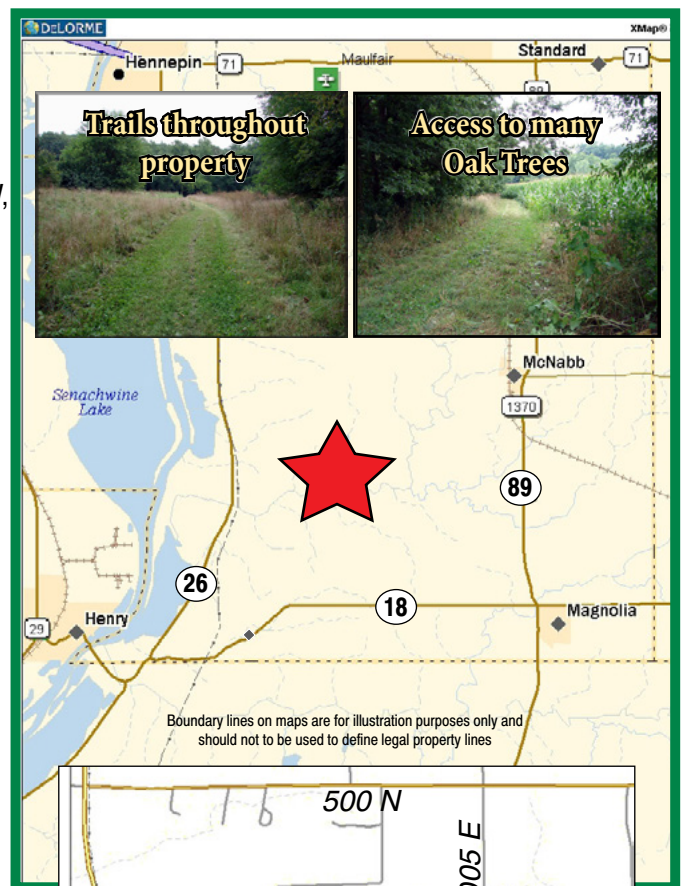 DELORME
XMap®
Hennepin
71
Maulfair
Standard
71
Trails throughout
property
Access to many
Oak Trees
Senachwine
Lake
McNabb
1370
89
26
18
Henry
29
Magnolia
Boundary lines on maps are for illustration purposes only and
should not to be used to define legal property lines
500 N